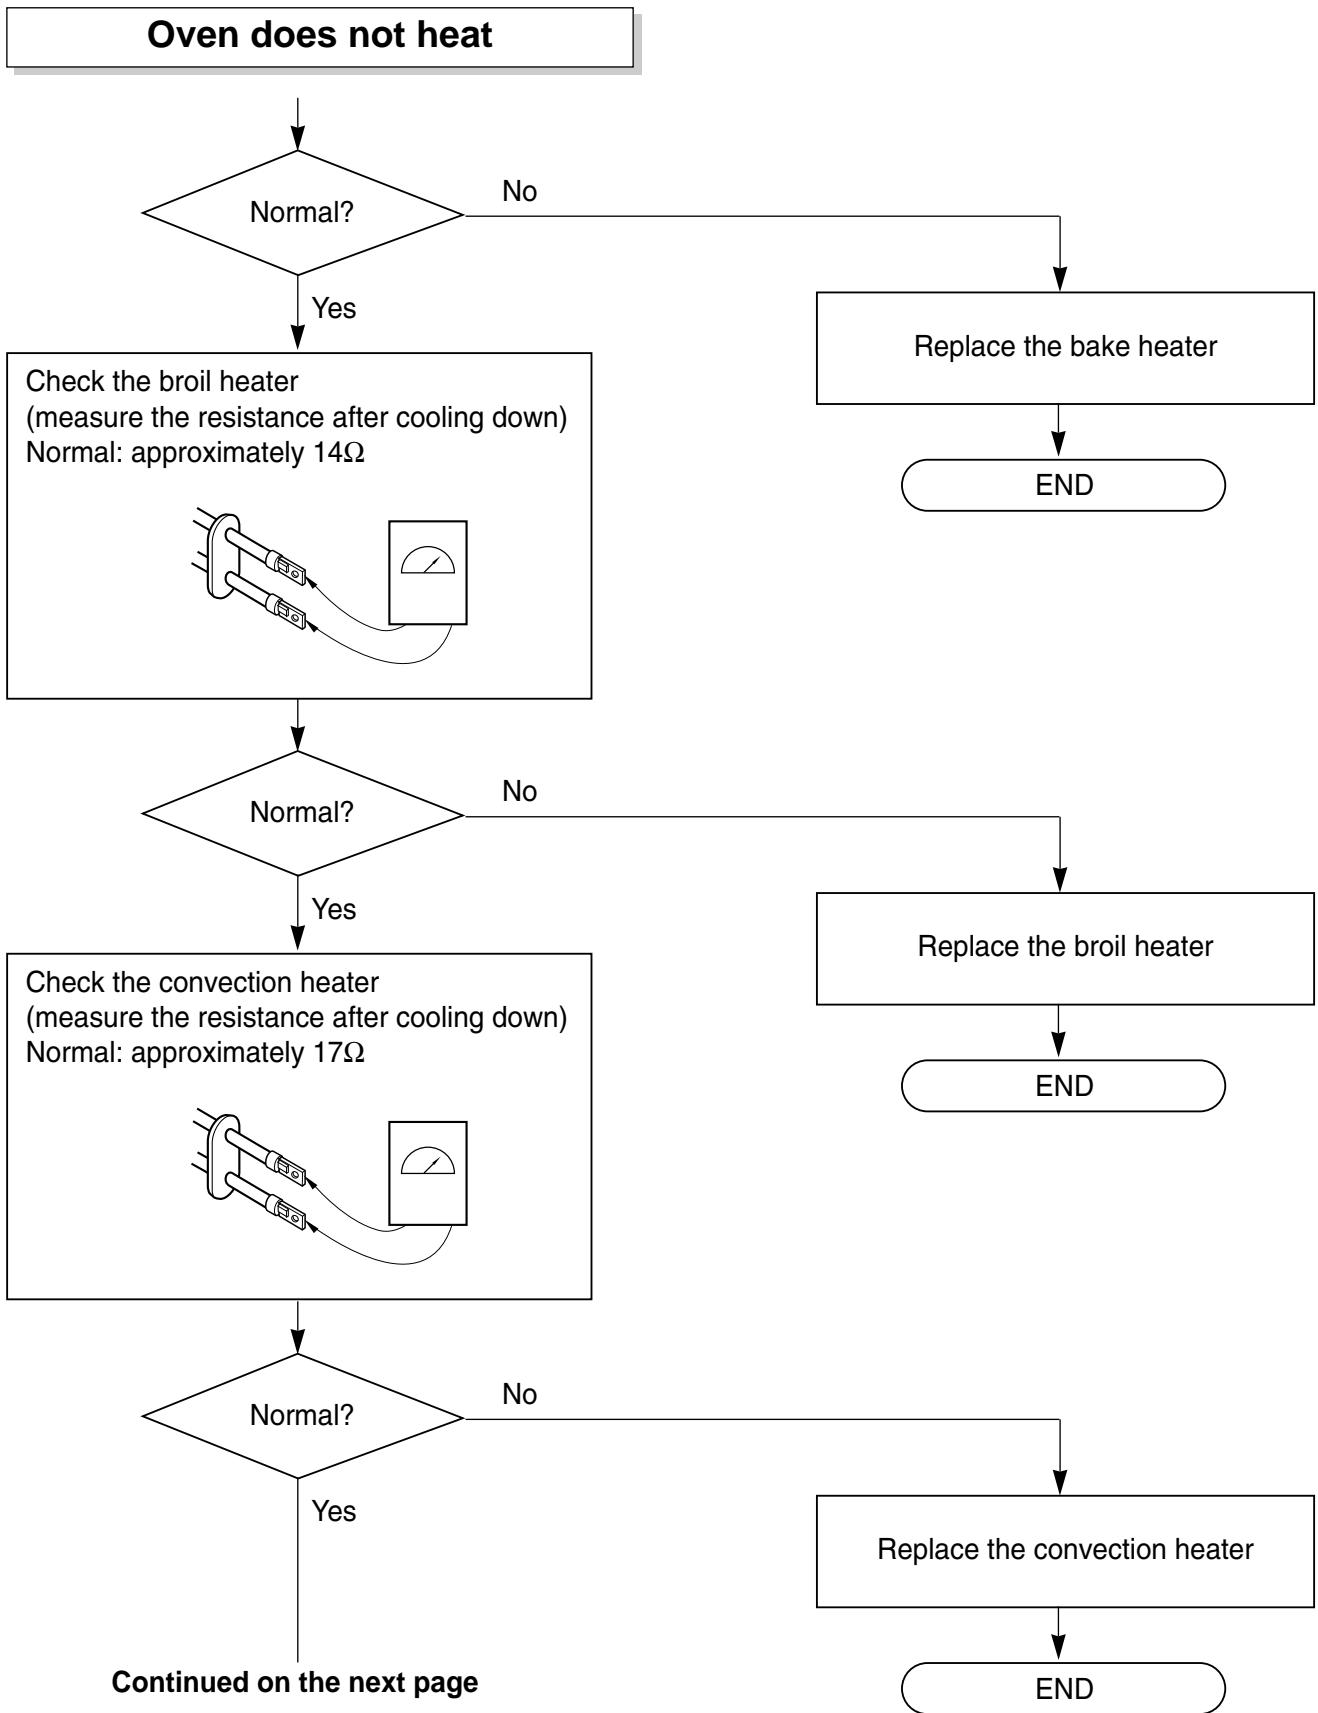 Oven does not heat
Normal?
No
Yes
Replace the bake heater
END
Check the broil heater
(measure the resistance after cooling down)
Normal: approximately 14Ω
Normal?
No
Yes
Replace the broil heater
END
Check the convection heater
(measure the resistance after cooling down)
Normal: approximately 17Ω
Normal?
No
Yes
Replace the convection heater
END
Continued on the next page